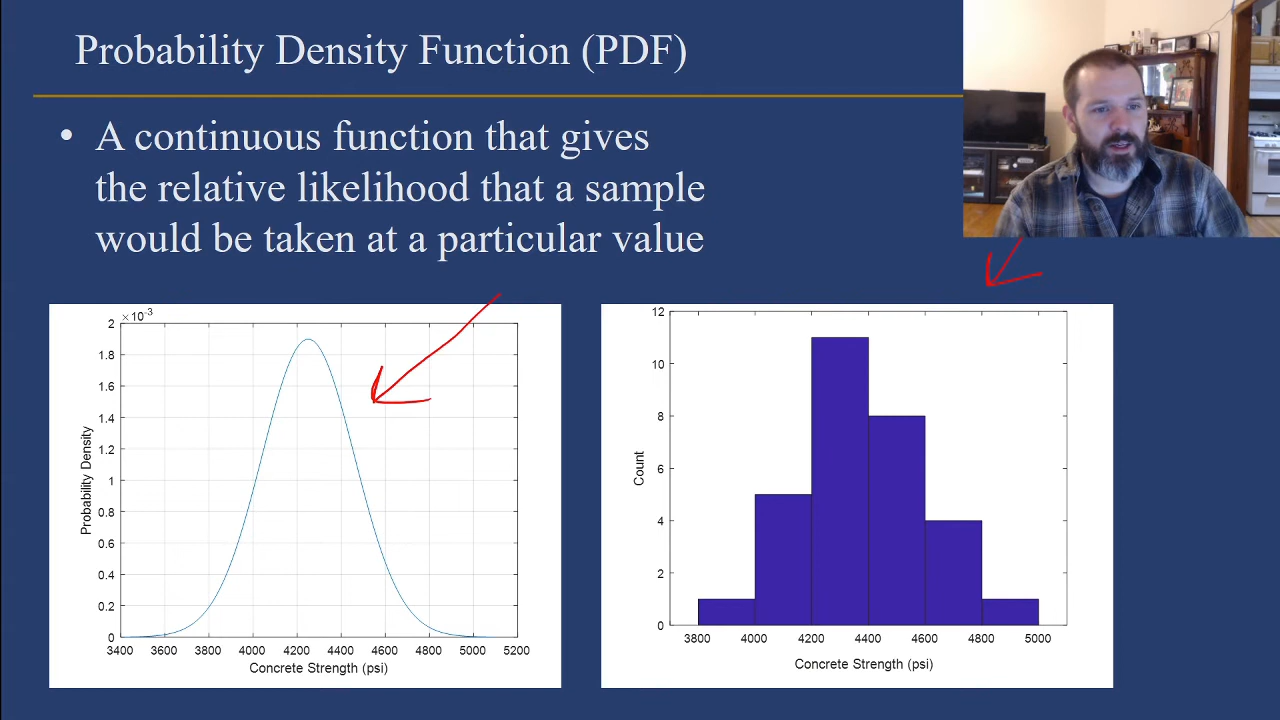 Probability Density Function (PDF)
• A continuous function that gives
the relative likelihood that a sample
would be taken at a particular value
×10^-3
2
1.8
1.6
1.4
1.2
1
0.8
0.6
0.4
0.2
0
Probability Density
3400 3600 3800 4000 4200 4400 4600 4800 5000 5200
Concrete Strength (psi)
12
10
8
6
4
2
0
Count
3800 4000 4200 4400 4600 4800 5000
Concrete Strength (psi)